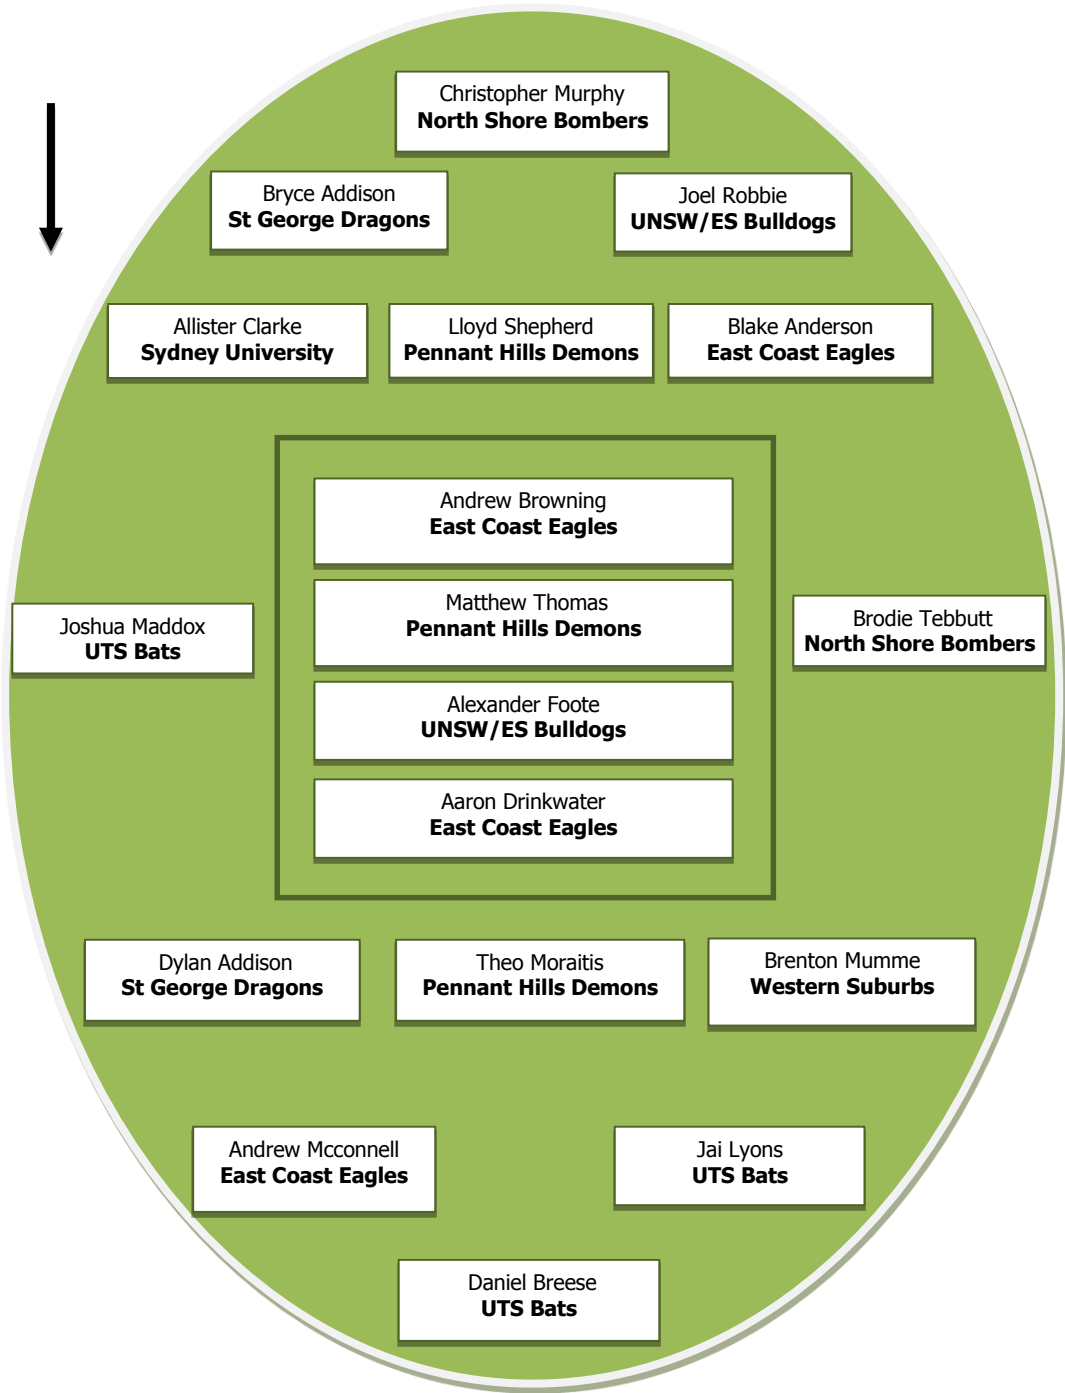 Christopher Murphy
North Shore Bombers
Bryce Addison
St George Dragons
Joel Robbie
UNSW/ES Bulldogs
Allister Clarke
Sydney University
Lloyd Shepherd
Pennant Hills Demons
Blake Anderson
East Coast Eagles
Andrew Browning
East Coast Eagles
Matthew Thomas
Pennant Hills Demons
Joshua Maddox
UTS Bats
Brodie Tebbutt
North Shore Bombers
Alexander Foote
UNSW/ES Bulldogs
Aaron Drinkwater
East Coast Eagles
Dylan Addison
St George Dragons
Theo Moraitis
Pennant Hills Demons
Brenton Mumme
Western Suburbs
Andrew Mcconnell
East Coast Eagles
Jai Lyons
UTS Bats
Daniel Breese
UTS Bats